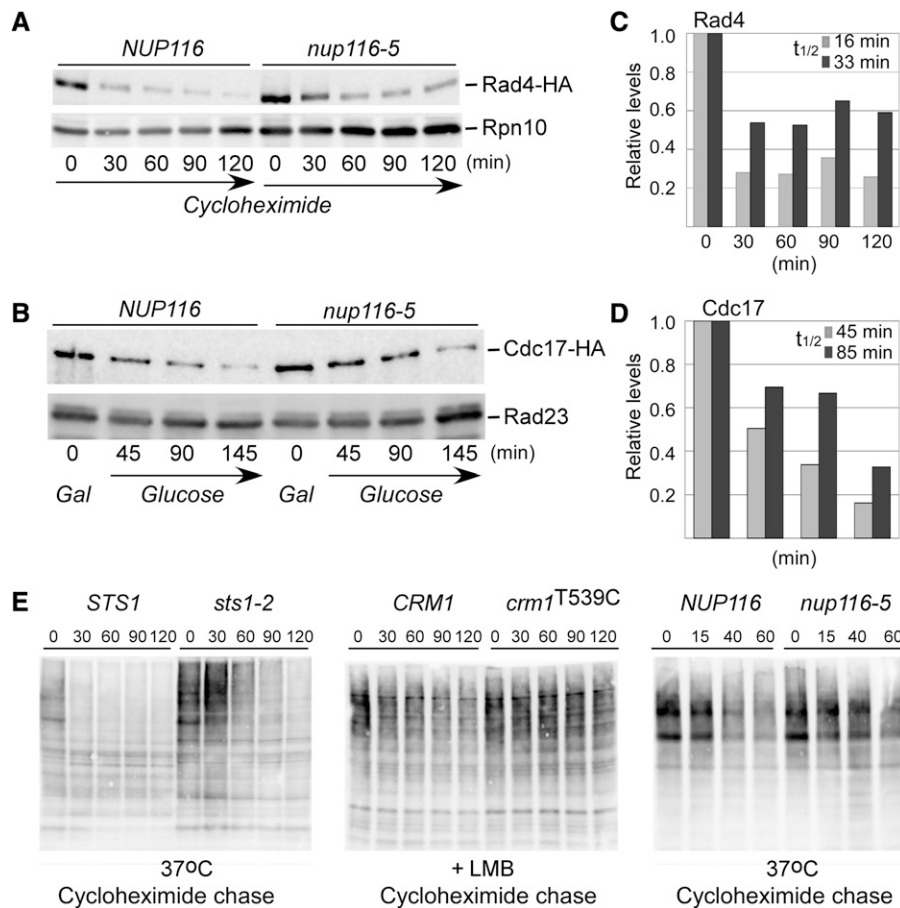 A
NUP116 nup116-5
Rad4-HA
Rpn10
0 30 60 90 120 0 30 60 90 120 (min)
Cycloheximide
C
Rad4
t1/2 16 min
33 min
Relative levels
1.0
0.8
0.6
0.4
0.2
0 30 60 90 120
(min)
B
NUP116 nup116-5
Cdc17-HA
Rad23
0 45 90 145 (min) 0 45 90 145 (min)
Gal Glucose Gal Glucose
D
Cdc17
t1/2 45 min
85 min
Relative levels
1.0
0.8
0.6
0.4
0.2
(min)
E
STS1 sts1-2
0 30 60 90 120 0 30 60 90 120
37ºC
Cycloheximide chase
CRM1 crm1T539C
0 30 60 90 120 0 30 60 90 120
+ LMB
Cycloheximide chase
NUP116 nup116-5
0 15 40 60 0 15 40 60
37ºC
Cycloheximide chase